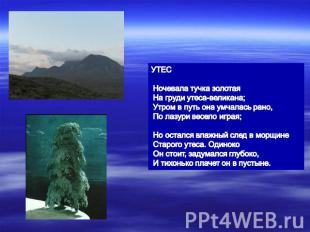 УТЕС
Ночевала тучка золотая
На груди утеса-великана;
Утром в путь она умчалась рано,
По лазури весело играя;
Но остался влажный след в морщине
Старого утеса. Одиноко
Он стоит, задумался глубоко,
И тихонько плачет он в пустыне.
PPt4WEB.ru